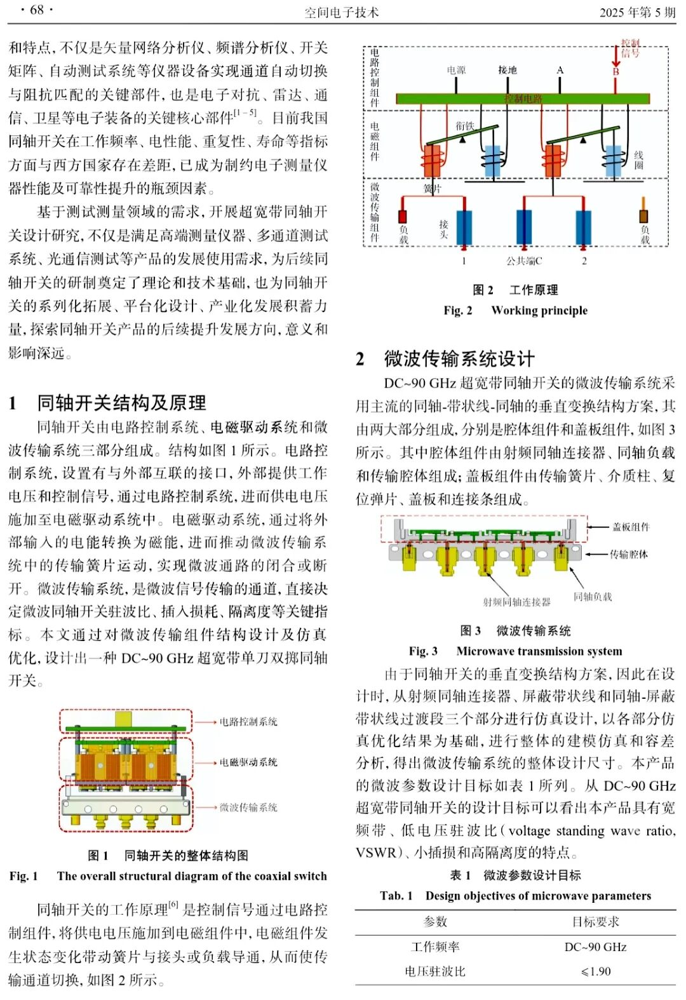 · 68 ·
空间电子技术
2025 年第 5 期
和特点,不仅是矢量网络分析仪、频谱分析仪、开关
矩阵、自动测试系统等仪器设备实现通道自动切换
与阻抗匹配的关键部件,也是电子对抗、雷达、通
信、卫星等电子装备的关键核心部件[1-5]。目前我国
同轴开关在工作频率、电性能、重复性、寿命等指标
方面与西方国家存在差距,已成为制约电子测量仪
器性能及可靠性提升的瓶颈因素。
基于测试测量领域的需求,开展超宽带同轴开
关设计研究,不仅是满足高端测量仪器、多通道测试
系统、光通信测试等产品的发展使用需求,为后续同
轴开关的研制奠定了理论和技术基础,也为同轴开
关的系列化拓展、平台化设计、产业化发展积蓄力
量,探索同轴开关产品的后续提升发展方向,意义和
影响深远。
1 同轴开关结构及原理
同轴开关由电路控制系统、电磁驱动系统和微
波传输系统三部分组成。结构如图 1 所示。电路控
制系统,设置有与外部互联的接口,外部提供工作
电压和控制信号,通过电路控制系统,进而供电电压
施加至电磁驱动系统中。电磁驱动系统,通过将外
部输入的电能转换为磁能,进而推动微波传输系
统中的传输簧片运动,实现微波通路的闭合或断
开。微波传输系统,是微波信号传输的通道,直接决
定微波同轴开关驻波比、插入损耗、隔离度等关键指
标。本文通过对微波传输组件结构设计及仿真
优化,设计出一种 DC~90 GHz 超宽带单刀双掷同轴
开关。
电路控制系统
电磁驱动系统
微波传输系统
图 1 同轴开关的整体结构图
Fig. 1 The overall structural diagram of the coaxial switch
同轴开关的工作原理[6]是控制信号通过电路控
制组件,将供电电压施加到电磁组件中,电磁组件发
生状态变化带动簧片与接头或负载导通,从而使传
输通道切换,如图 2 所示。
电路控制组件
电源
接地
A
控制信号
B
控制电路
电磁组件
衔铁
线圈
微波传输组件
簧片
负载
接头
负载
1
公共端C
2
图 2 工作原理
Fig. 2 Working principle
2 微波传输系统设计
DC~90 GHz 超宽带同轴开关的微波传输系统采
用主流的同轴-带状线-同轴的垂直变换结构方案,其
由两大部分组成,分别是腔体组件和盖板组件,如图 3
所示。其中腔体组件由射频同轴连接器、同轴负载
和传输腔体组成;盖板组件由传输簧片、介质柱、复
位弹片、盖板和连接条组成。
盖板组件
传输腔体
射频同轴连接器
同轴负载
图 3 微波传输系统
Fig. 3 Microwave transmission system
由于同轴开关的垂直变换结构方案,因此在设
计时,从射频同轴连接器、屏蔽带状线和同轴-屏蔽
带状线过渡段三个部分进行仿真设计,以各部分仿
真优化结果为基础,进行整体的建模仿真和容差
分析,得出微波传输系统的整体设计尺寸。本产品
的微波参数设计目标如表 1 所列。从 DC~90 GHz
超宽带同轴开关的设计目标可以看出本产品具有宽
频带、低电压驻波比(voltage standing wave ratio,
VSWR)、小插损和高隔离度的特点。
表 1 微波参数设计目标
Tab. 1 Design objectives of microwave parameters
参数 目标要求
工作频率 DC~90 GHz
电压驻波比 ≤1.90